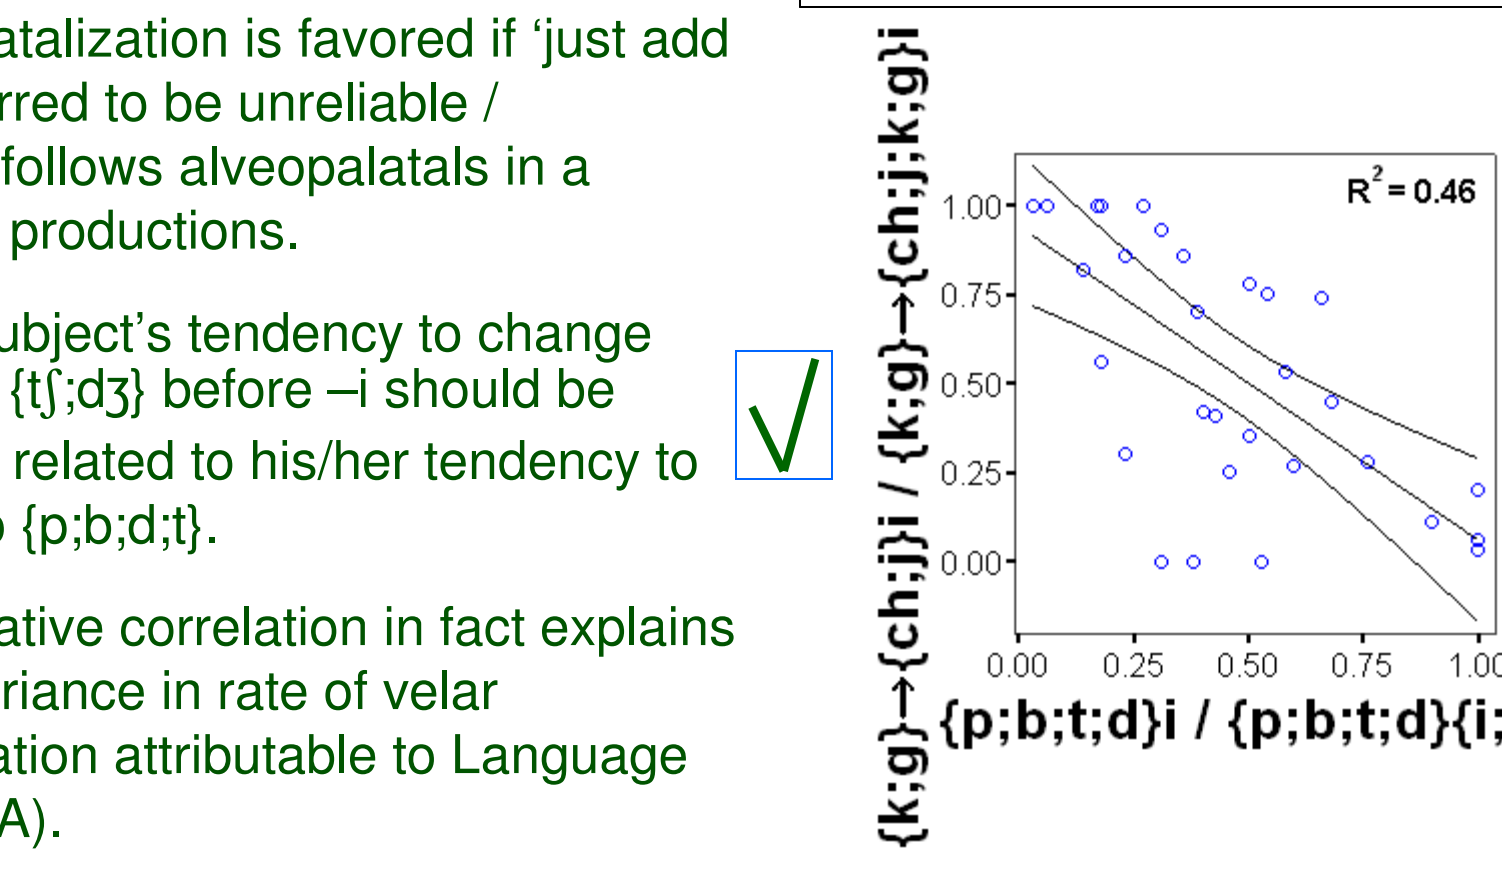 atalization is favored if ‘just add
rred to be unreliable /
follows alveopalatals in a
productions.
ubject’s tendency to change
{tʃ;dʒ} before –i should be
related to his/her tendency to
{p;b;d;t}.
ative correlation in fact explains
riance in rate of velar
ation attributable to Language
A).
{k;g}→{ch;j}i / {k;g}→{ch;j;k;g}i
R² = 0.46
1.00
0.75
0.50
0.25
0.00
0.00 0.25 0.50 0.75 1.00
{p;b;t;d}i / {p;b;t;d}{i;